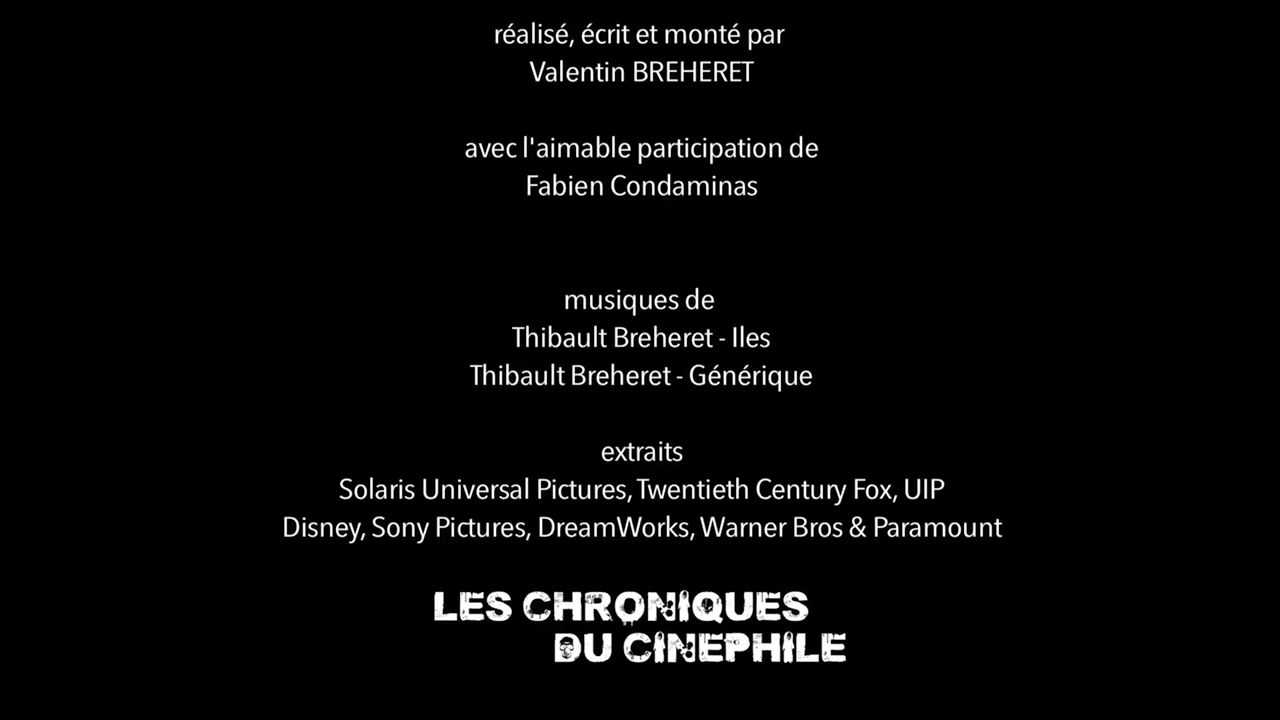 réalisé, écrit et monté par
Valentin BREHERET
avec l'aimable participation de
Fabien Condaminas
musiques de
Thibault Breheret - Iles
Thibault Breheret - Générique
extraits
Solaris Universal Pictures, Twentieth Century Fox, UIP
Disney, Sony Pictures, DreamWorks, Warner Bros & Paramount
LES CHRONIQUES
DU CINEPHILE